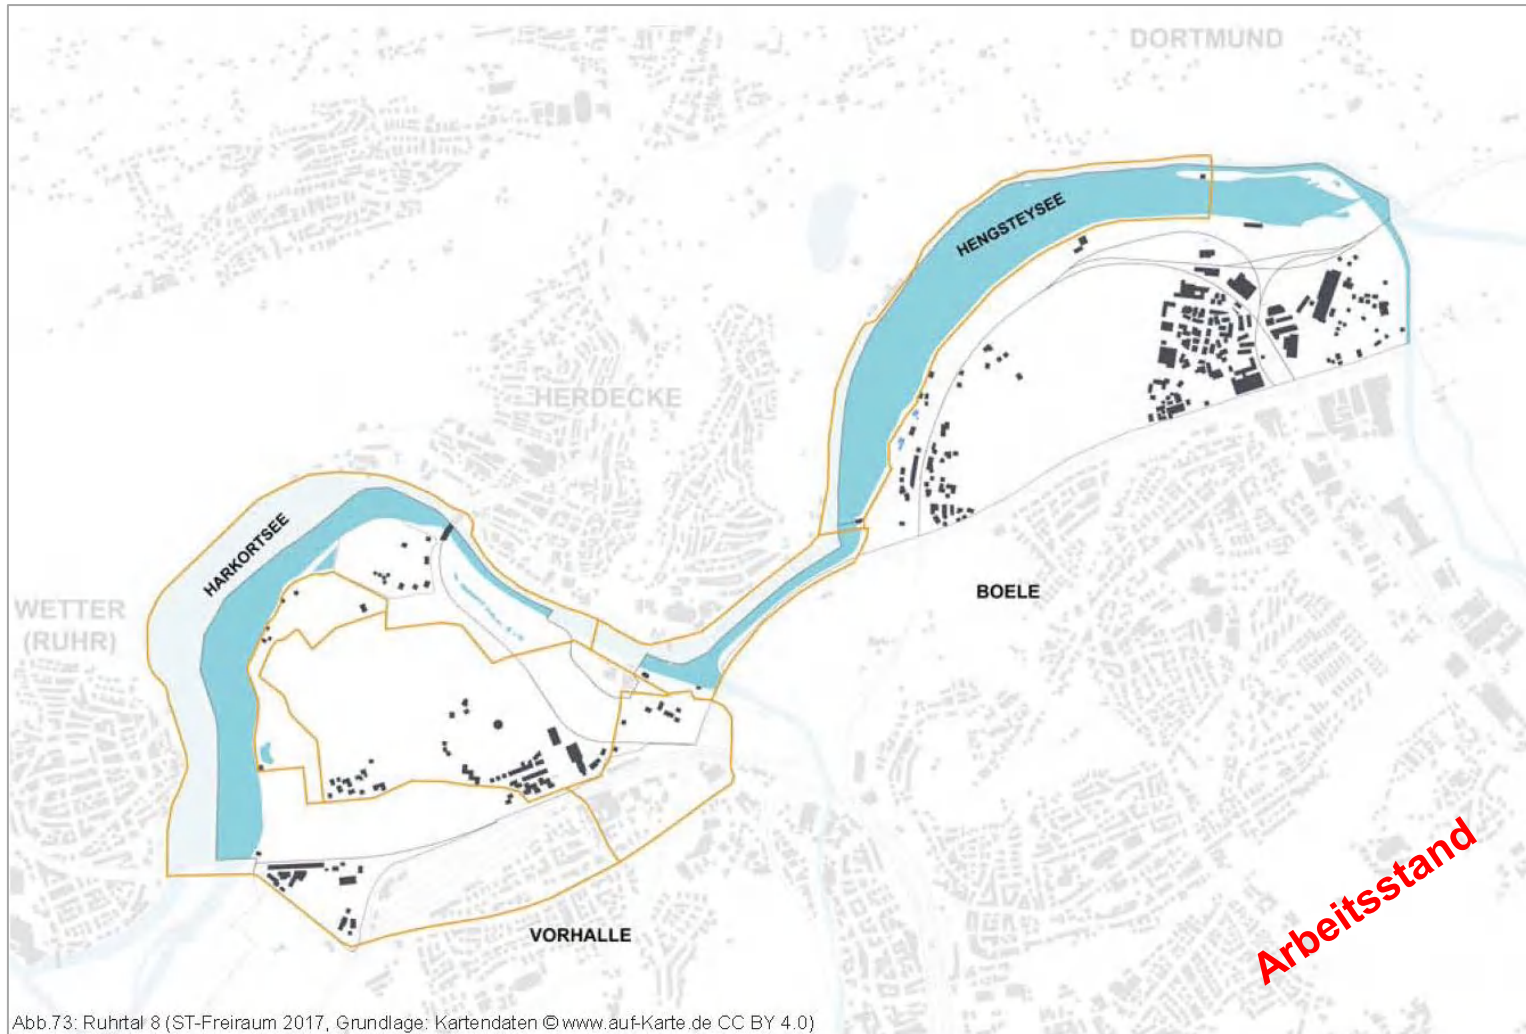 DORTMUND
HENGSTEYSEE
HERDECKE
HARKORTSEE
WETTER
(RUHR)
BOELE
VORHALLE
Arbeitsstand
Abb.73: Ruhrtal 8 (ST-Freiraum 2017, Grundlage: Kartendaten © www.auf-Karte.de CC BY 4.0)